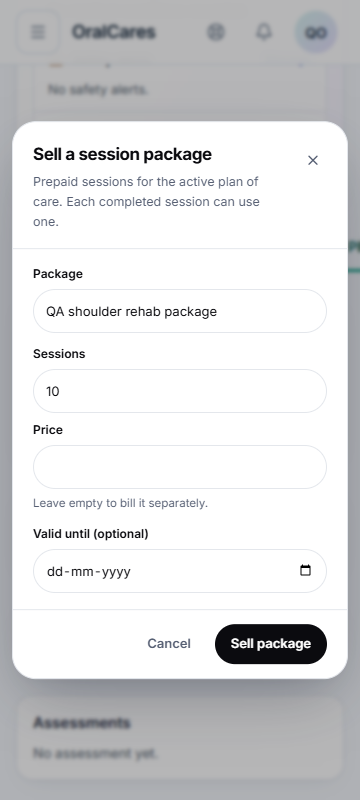 OralCares
QO
No safety alerts.
Sell a session package
Prepaid sessions for the active plan of
care. Each completed session can use
one.
Package
QA shoulder rehab package
Sessions
10
Price
Leave empty to bill it separately.
Valid until (optional)
dd-mm-yyyy
Cancel
Sell package
Assessments
No assessment yet.